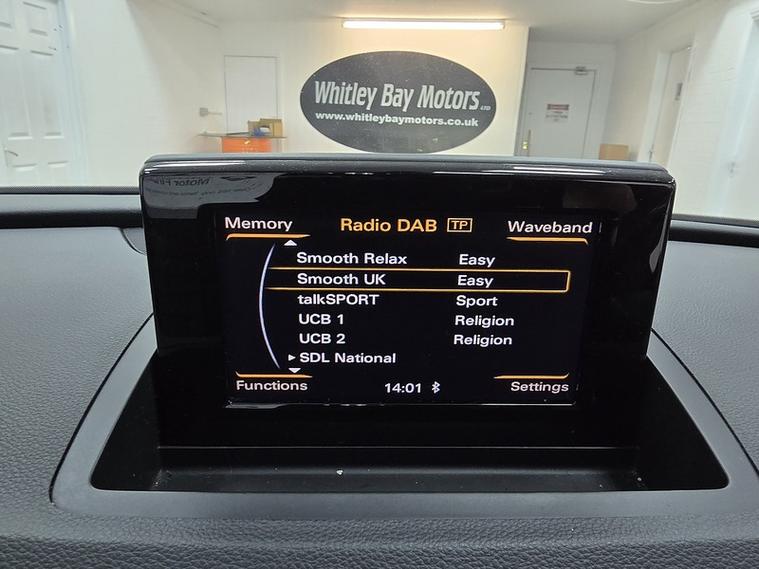 Whitley Bay Motors LTD
www.whitleybaymotors.co.uk
Memory Radio DAB TP Waveband
Smooth Relax Easy
Smooth UK Easy
talkSPORT Sport
UCB 1 Religion
UCB 2 Religion
SDL National
Functions 14:01 Settings